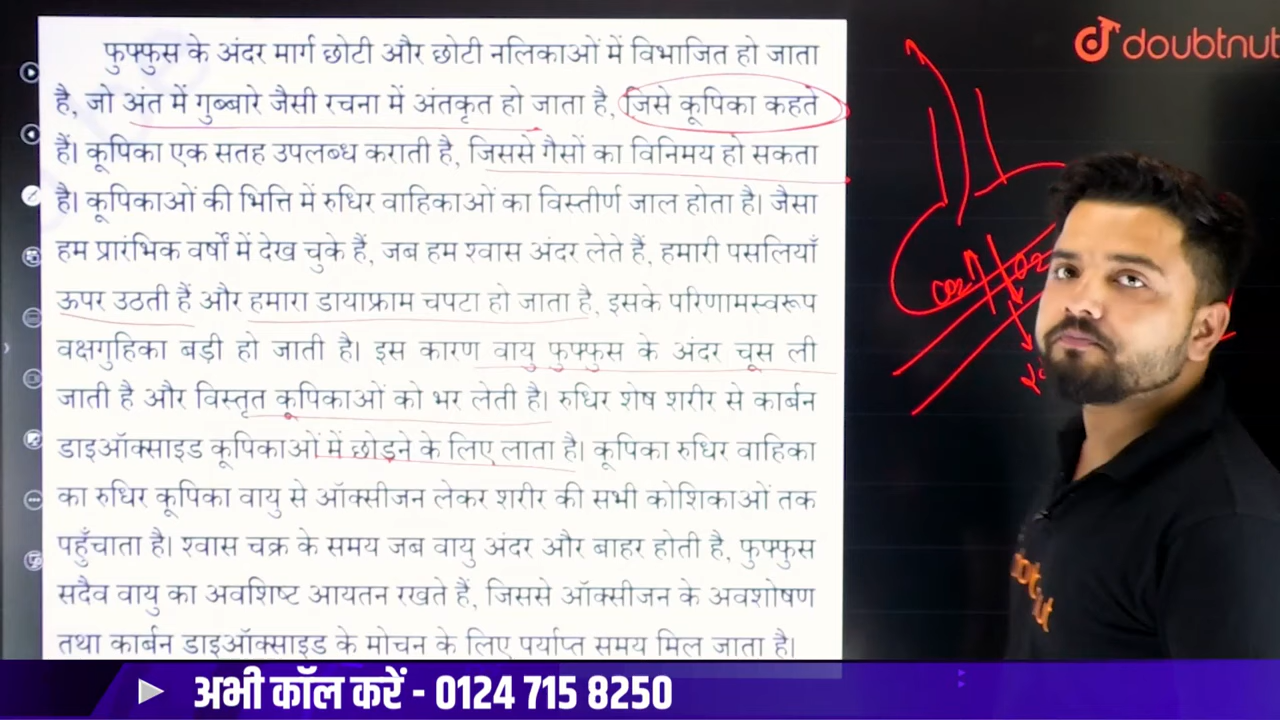 फुफ्फुस के अंदर मार्ग छोटी और छोटी नलिकाओं में विभाजित हो जाता
है, जो अंत में गुब्बारे जैसी रचना में अंतकृत हो जाता है, जिसे कूपिका कहते
हैं। कूपिका एक सतह उपलब्ध कराती है, जिससे गैसों का विनिमय हो सकता
है। कूपिकाओं की भित्ति में रुधिर वाहिकाओं का विस्तीर्ण जाल होता है। जैसा
हम प्रारंभिक वर्षों में देख चुके हैं, जब हम श्वास अंदर लेते हैं, हमारी पसलियाँ
ऊपर उठती हैं और हमारा डायाफ्राम चपटा हो जाता है, इसके परिणामस्वरूप
वक्षगुहिका बड़ी हो जाती है। इस कारण वायु फुफ्फुस के अंदर चूस ली
जाती है और विस्तृत कूपिकाओं को भर लेती है। रुधिर शेष शरीर से कार्बन
डाइऑक्साइड कूपिकाओं में छोड़ने के लिए लाता है। कूपिका रुधिर वाहिका
का रुधिर कूपिका वायु से ऑक्सीजन लेकर शरीर की सभी कोशिकाओं तक
पहुँचाता है। श्वास चक्र के समय जब वायु अंदर और बाहर होती है, फुफ्फुस
सदैव वायु का अवशिष्ट आयतन रखते हैं, जिससे ऑक्सीजन के अवशोषण
तथा कार्बन डाइऑक्साइड के मोचन के लिए पर्याप्त समय मिल जाता है।
doubtnut
CO2 O2
अभी कॉल करें - 0124 715 8250